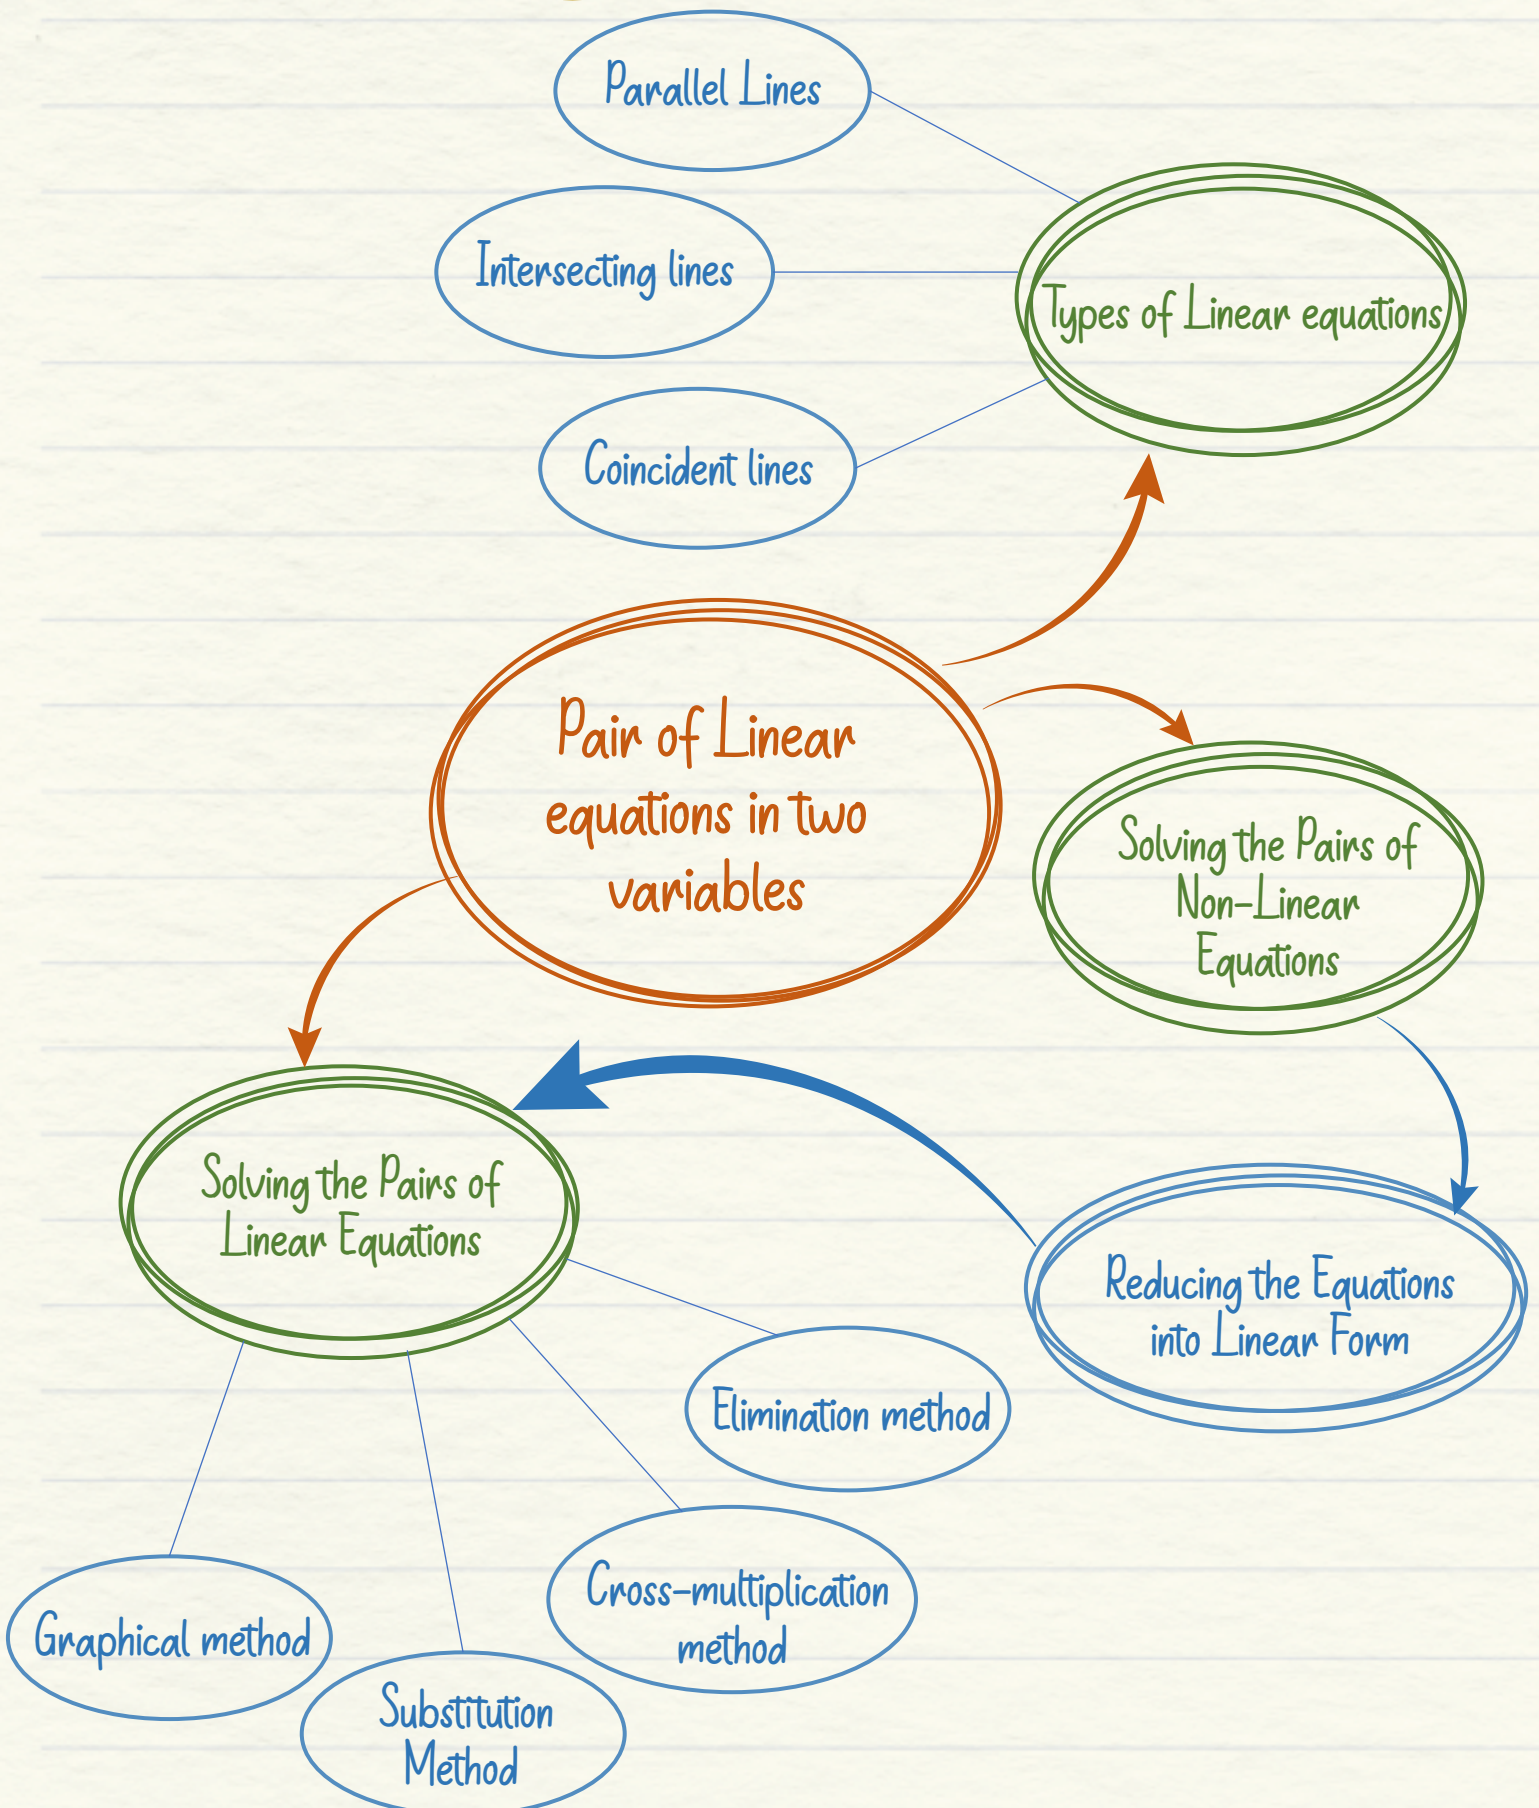 Parallel Lines
Intersecting lines
Types of Linear equations
Coincident lines
Pair of Linear
equations in two
variables
Solving the Pairs of
Non-Linear
Equations
Solving the Pairs of
Linear Equations
Reducing the Equations
into Linear Form
Elimination method
Cross-multiplication
method
Graphical method
Substitution
Method